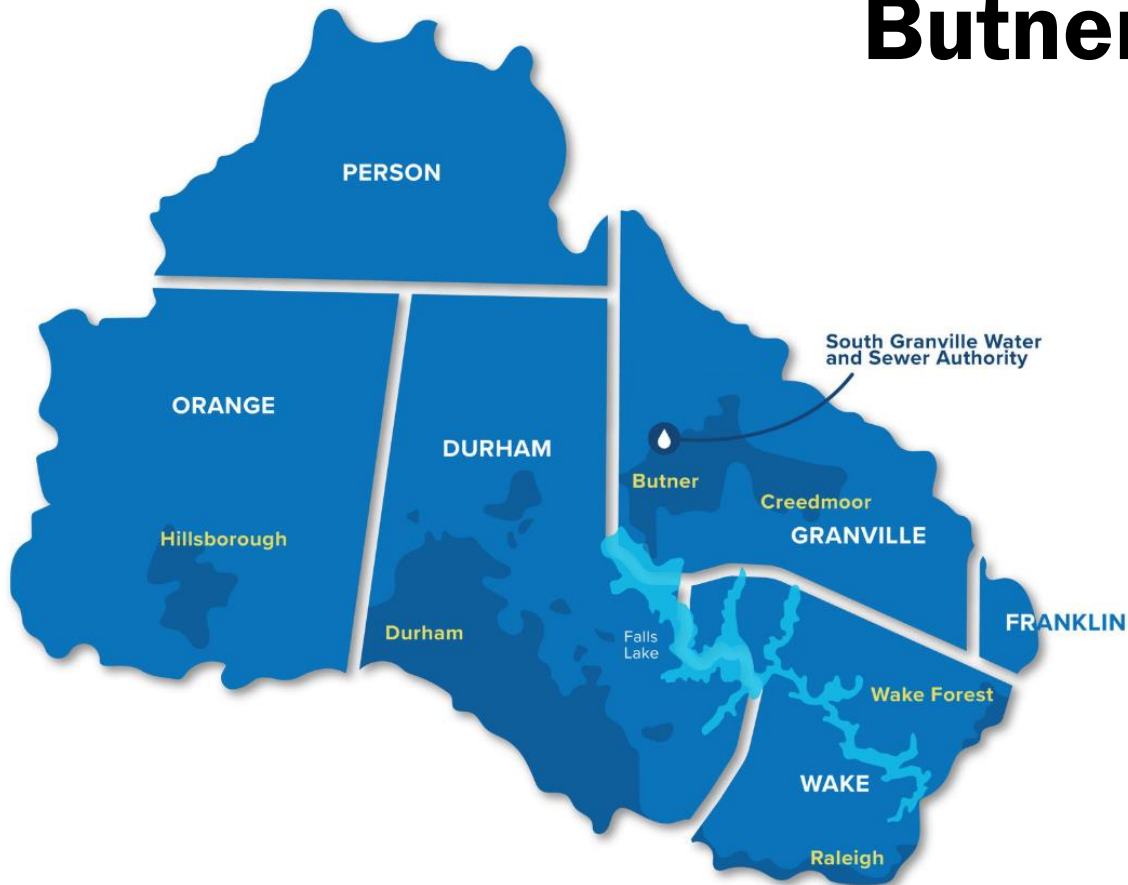 Butner
PERSON
South Granville Water
and Sewer Authority
ORANGE
DURHAM
Butner
Creedmoor
GRANVILLE
Hillsborough
FRANKLIN
Durham
Falls
Lake
Wake Forest
WAKE
Raleigh